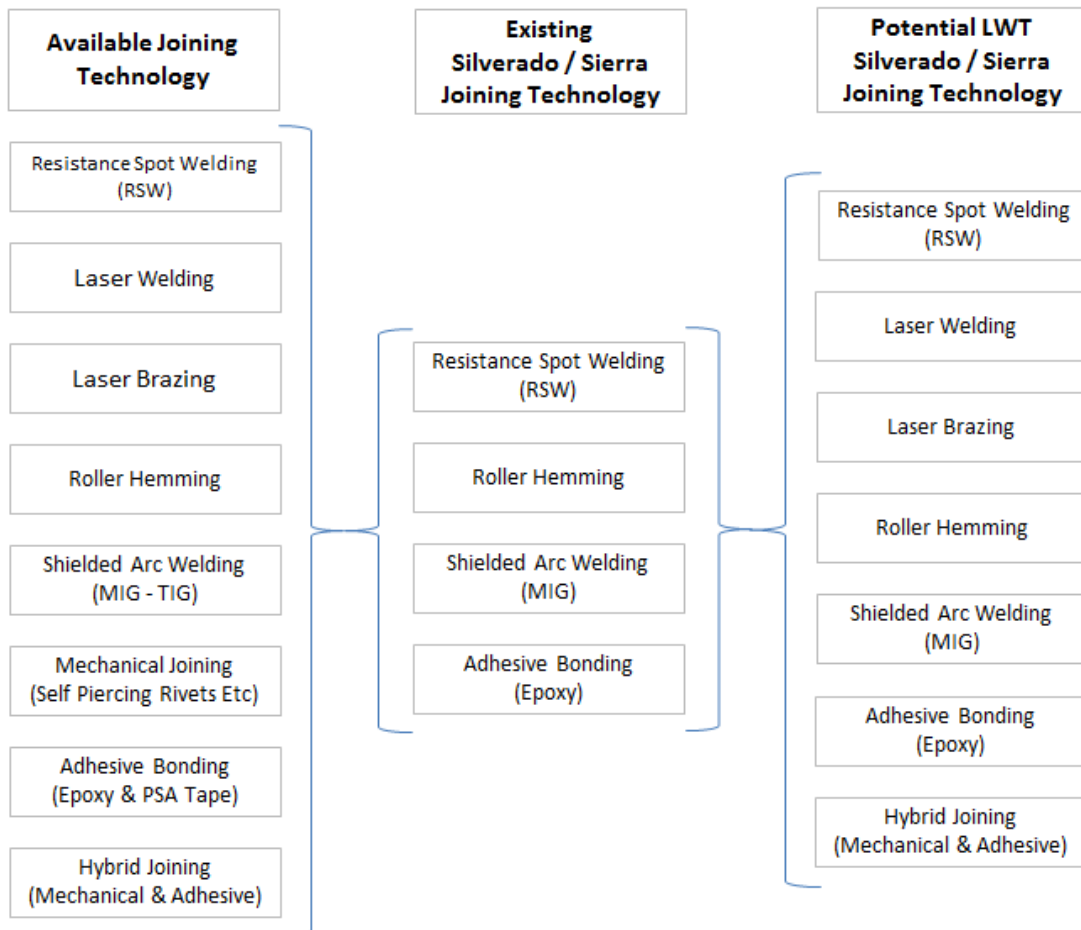 Available Joining
Technology
Resistance Spot Welding
(RSW)
Laser Welding
Laser Brazing
Roller Hemming
Shielded Arc Welding
(MIG - TIG)
Mechanical Joining
(Self Piercing Rivets Etc)
Adhesive Bonding
(Epoxy & PSA Tape)
Hybrid Joining
(Mechanical & Adhesive)
Existing
Silverado / Sierra
Joining Technology
Resistance Spot Welding
(RSW)
Roller Hemming
Shielded Arc Welding
(MIG)
Adhesive Bonding
(Epoxy)
Potential LWT
Silverado / Sierra
Joining Technology
Resistance Spot Welding
(RSW)
Laser Welding
Laser Brazing
Roller Hemming
Shielded Arc Welding
(MIG)
Adhesive Bonding
(Epoxy)
Hybrid Joining
(Mechanical & Adhesive)